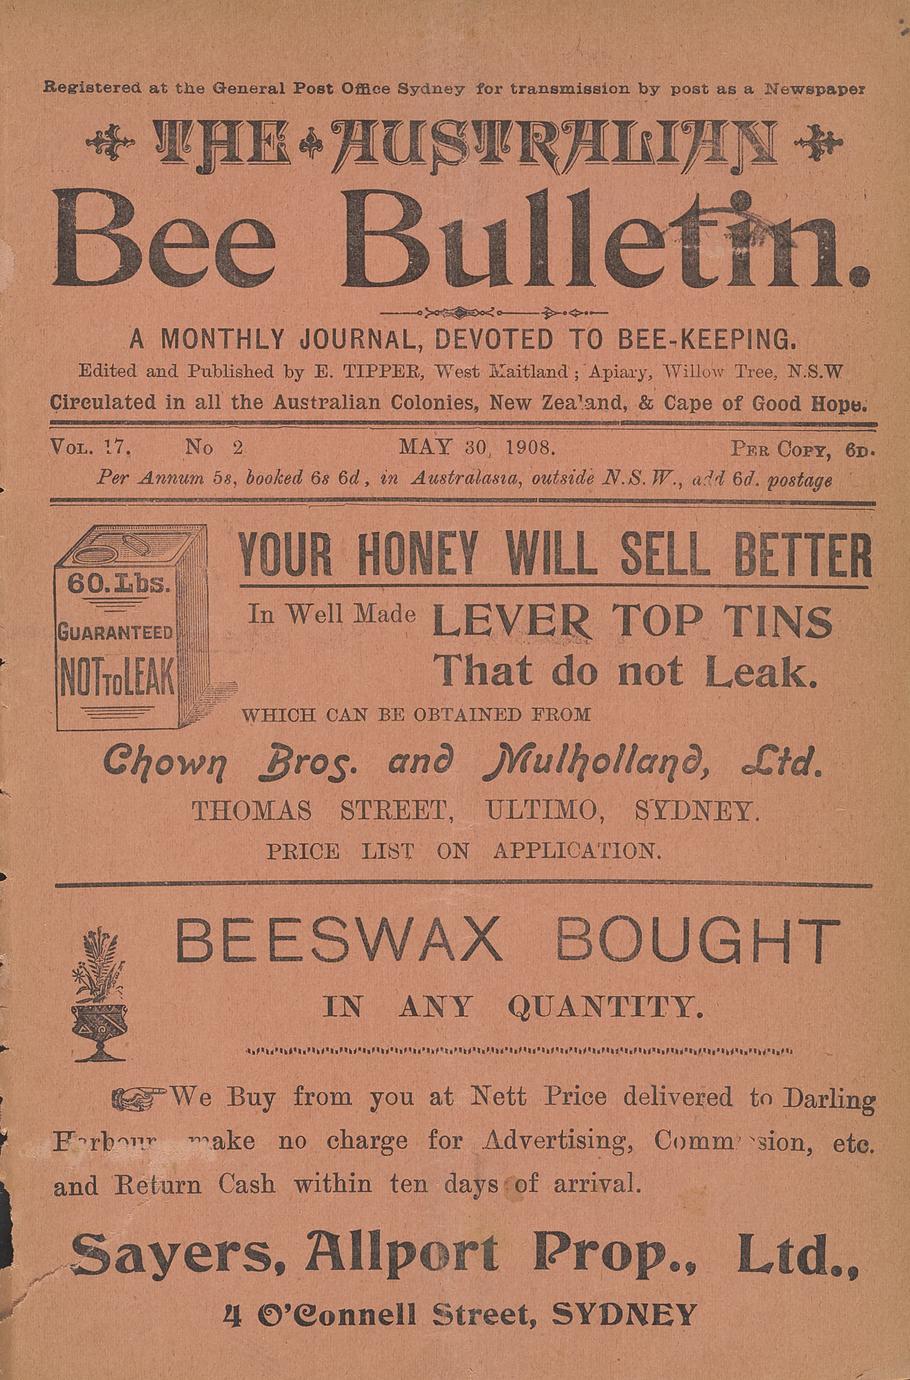 Registered at the General Post Office Sydney for transmission by post as a Newspaper
THE AUSTRALIAN
Bee Bulletin.
A MONTHLY JOURNAL, DEVOTED TO BEE-KEEPING.
Edited and Published by E. TIPPER, West Maitland; Apiary, Willow Tree, N.S.W
Circulated in all the Australian Colonies, New Zealand, & Cape of Good Hope.
VOL. 17. No 2 MAY 30, 1908. PER COPY, 6D.
Per Annum 5s, booked 6s 6d, in Australasia, outside N.S.W., add 6d. postage
60.Lbs.
GUARANTEED
NOT TO LEAK
YOUR HONEY WILL SELL BETTER
In Well Made LEVER TOP TINS
That do not Leak.
WHICH CAN BE OBTAINED FROM
Chown Bros. and Mulholland, Ltd.
THOMAS STREET, ULTIMO, SYDNEY.
PRICE LIST ON APPLICATION.
BEESWAX BOUGHT
IN ANY QUANTITY.
We Buy from you at Nett Price delivered to Darling
Harbour make no charge for Advertising, Commission, etc.
and Return Cash within ten days of arrival.
Sayers, Allport Prop., Ltd.,
4 O'Connell Street, SYDNEY